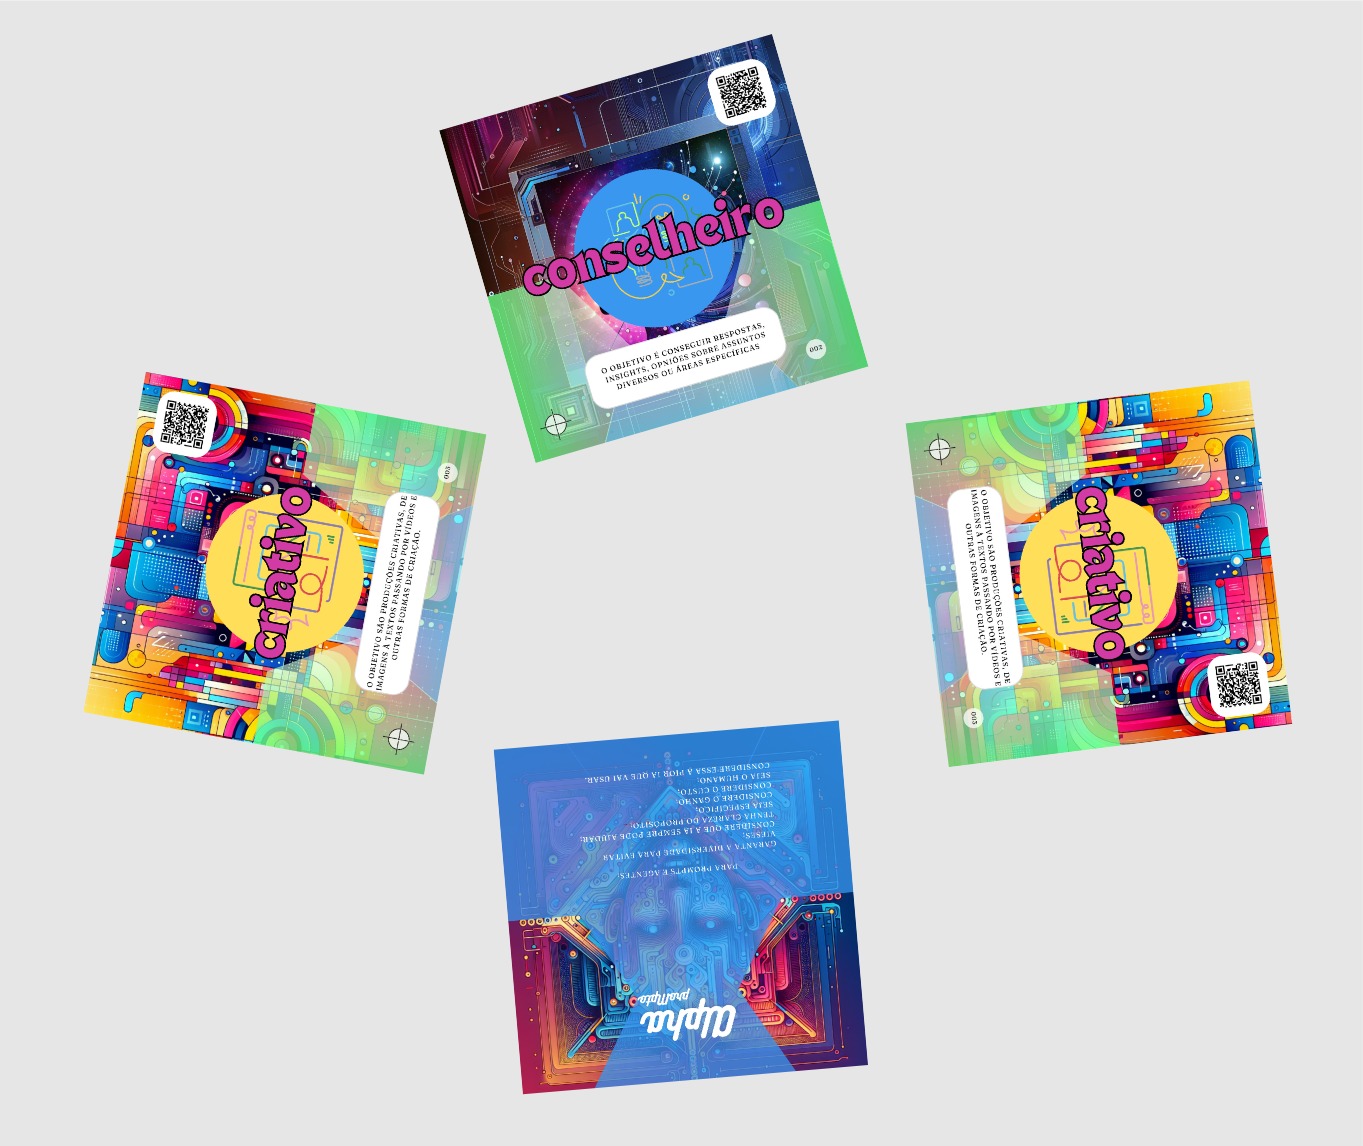 conselheiro
O OBJETIVO É CONSEGUIR RESPOSTAS,
INSIGHTS, OPNIÕES SOBRE ASSUNTOS
DIVERSOS OU ÁREAS ESPECÍFICAS
002
criativo
O OBJETIVO SÃO PRODUÇÕES CRIATIVAS, DE
IMAGENS À TEXTOS PASSANDO POR VÍDEOS E
OUTRAS FORMAS DE CRIAÇÃO.
003
criativo
O OBJETIVO SÃO PRODUÇÕES CRIATIVAS, DE
IMAGENS À TEXTOS PASSANDO POR VÍDEOS E
OUTRAS FORMAS DE CRIAÇÃO.
003
Alpha
proMpts
PARA PROMPTS E AGENTES:
GARANTA A DIVERSIDADE PARA EVITAR
VIESES;
CONSIDERE QUE A IA SEMPRE PODE AJUDAR;
TENHA CLAREZA DO PROPÓSITO;
SEJA ESPECÍFICO;
CONSIDERE O GANHO;
CONSIDERE O CUSTO;
SEJA O HUMANO;
CONSIDERE ESSA A PIOR IA QUE VAI USAR.